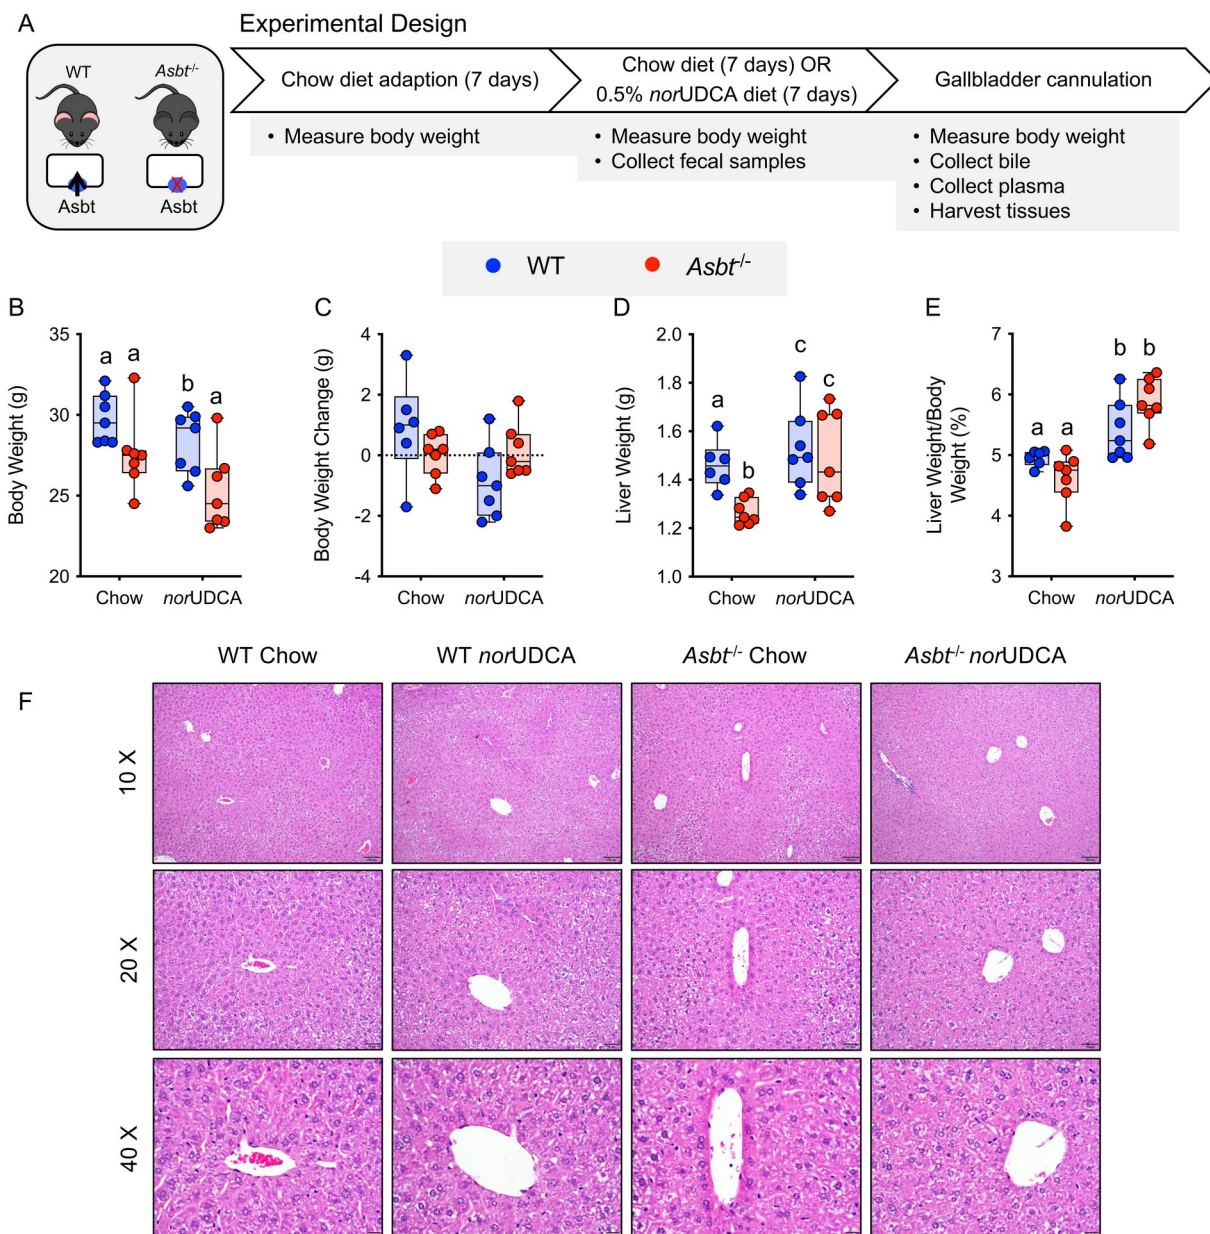 A
Experimental Design
WT
Asbt-/-
Asbt
Asbt
Chow diet adaption (7 days)
Chow diet (7 days) OR
0.5% norUDCA diet (7 days)
Gallbladder cannulation
• Measure body weight
• Measure body weight
• Collect fecal samples
• Measure body weight
• Collect bile
• Collect plasma
• Harvest tissues
WT
Asbt-/-
B
Body Weight (g)
35
30
25
20
a
a
b
a
Chow
norUDCA
C
Body Weight Change (g)
4
2
0
-2
-4
Chow
norUDCA
D
Liver Weight (g)
2.0
1.8
1.6
1.4
1.2
1.0
a
b
c
c
Chow
norUDCA
E
Liver Weight/Body
Weight (%)
7
6
5
4
3
a
a
b
b
Chow
norUDCA
F
WT Chow
WT norUDCA
Asbt-/- Chow
Asbt-/- norUDCA
10 X
20 X
40 X